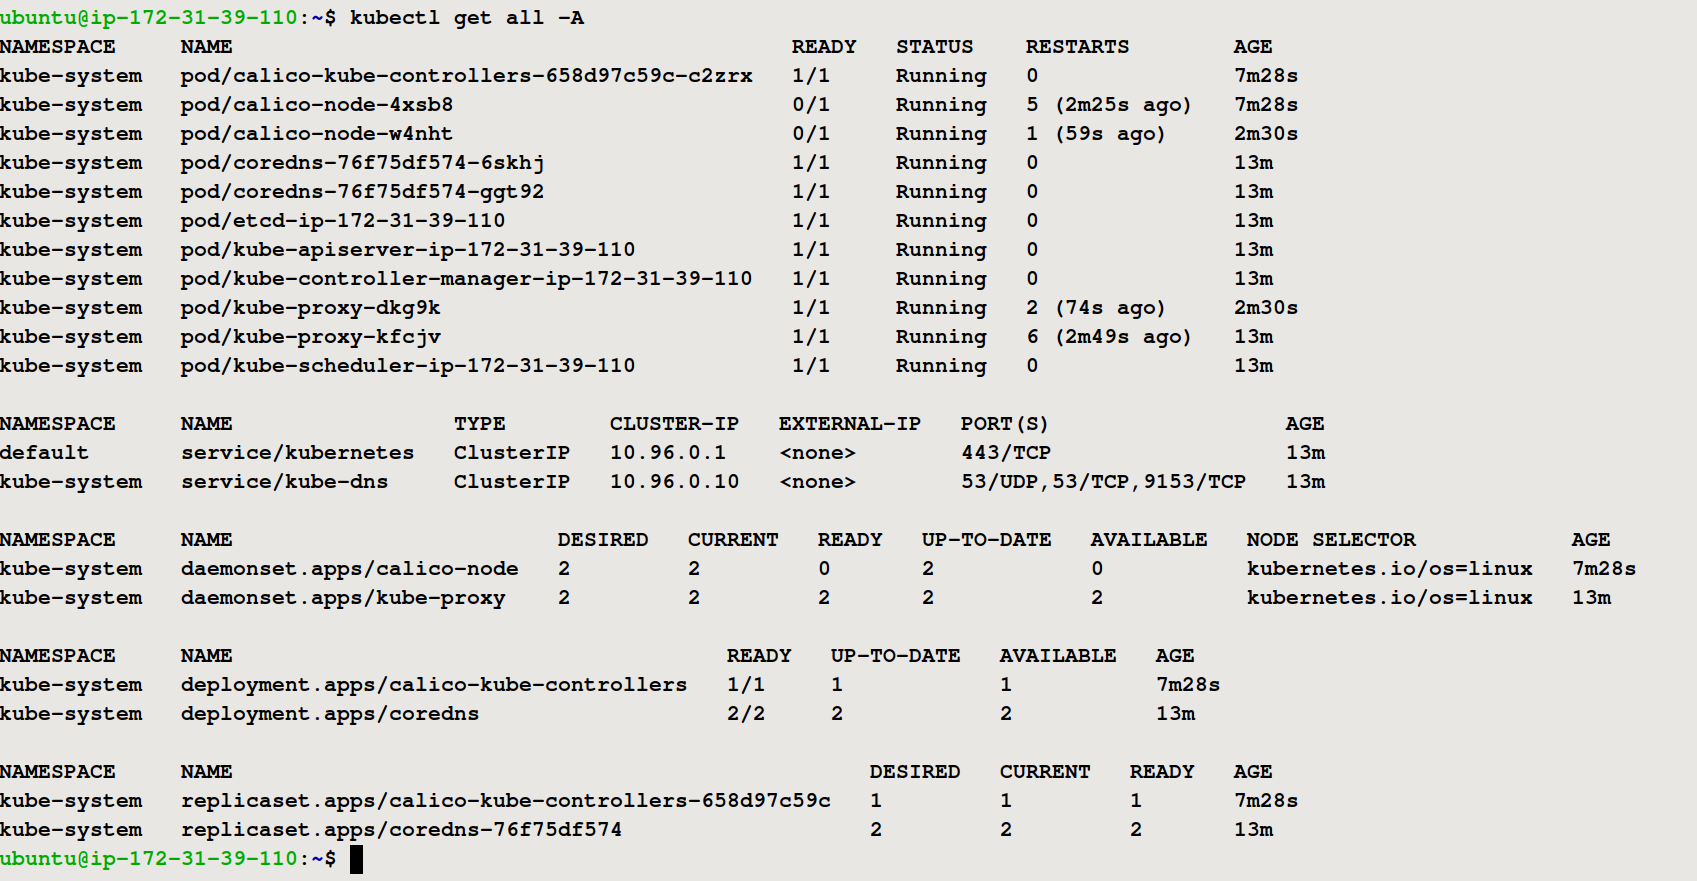 ubuntu@ip-172-31-39-110:~$ kubectl get all -A
NAMESPACE NAME READY STATUS RESTARTS AGE
kube-system pod/calico-kube-controllers-658d97c59c-c2zrx 1/1 Running 0 7m28s
kube-system pod/calico-node-4xsb8 0/1 Running 5 (2m25s ago) 7m28s
kube-system pod/calico-node-w4nht 0/1 Running 1 (59s ago) 2m30s
kube-system pod/coredns-76f75df574-6skhj 1/1 Running 0 13m
kube-system pod/coredns-76f75df574-ggt92 1/1 Running 0 13m
kube-system pod/etcd-ip-172-31-39-110 1/1 Running 0 13m
kube-system pod/kube-apiserver-ip-172-31-39-110 1/1 Running 0 13m
kube-system pod/kube-controller-manager-ip-172-31-39-110 1/1 Running 0 13m
kube-system pod/kube-proxy-dkg9k 1/1 Running 2 (74s ago) 2m30s
kube-system pod/kube-proxy-kfcjv 1/1 Running 6 (2m49s ago) 13m
kube-system pod/kube-scheduler-ip-172-31-39-110 1/1 Running 0 13m
NAMESPACE NAME TYPE CLUSTER-IP EXTERNAL-IP PORT(S) AGE
default service/kubernetes ClusterIP 10.96.0.1 <none> 443/TCP 13m
kube-system service/kube-dns ClusterIP 10.96.0.10 <none> 53/UDP,53/TCP,9153/TCP 13m
NAMESPACE NAME DESIRED CURRENT READY UP-TO-DATE AVAILABLE NODE SELECTOR AGE
kube-system daemonset.apps/calico-node 2 2 0 2 0 kubernetes.io/os=linux 7m28s
kube-system daemonset.apps/kube-proxy 2 2 2 2 2 kubernetes.io/os=linux 13m
NAMESPACE NAME READY UP-TO-DATE AVAILABLE AGE
kube-system deployment.apps/calico-kube-controllers 1/1 1 1 7m28s
kube-system deployment.apps/coredns 2/2 2 2 13m
NAMESPACE NAME DESIRED CURRENT READY AGE
kube-system replicaset.apps/calico-kube-controllers-658d97c59c 1 1 1 7m28s
kube-system replicaset.apps/coredns-76f75df574 2 2 2 13m
ubuntu@ip-172-31-39-110:~$